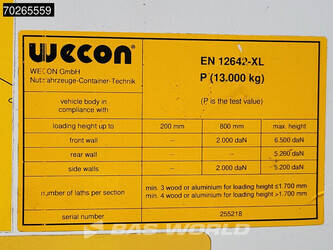 70265559
wecon®
WECON GmbH
Nutzfahrzeuge-Container-Technik
EN 12642-XL
P (13.000 kg)
vehicle body in
compliance with
(P is the test value)
loading height up to 200 mm 800 mm max. height
front wall – 2.000 daN 6.500 daN
rear wall – – 5.260 daN
side walls – 2.000 daN 5.200 daN
number of laths per section
min. 3 wood or aluminium for loading height ≤1.700 mm
min. 4 wood or aluminium for loading height >1.700 mm
serial number 255218
BAS WORLD